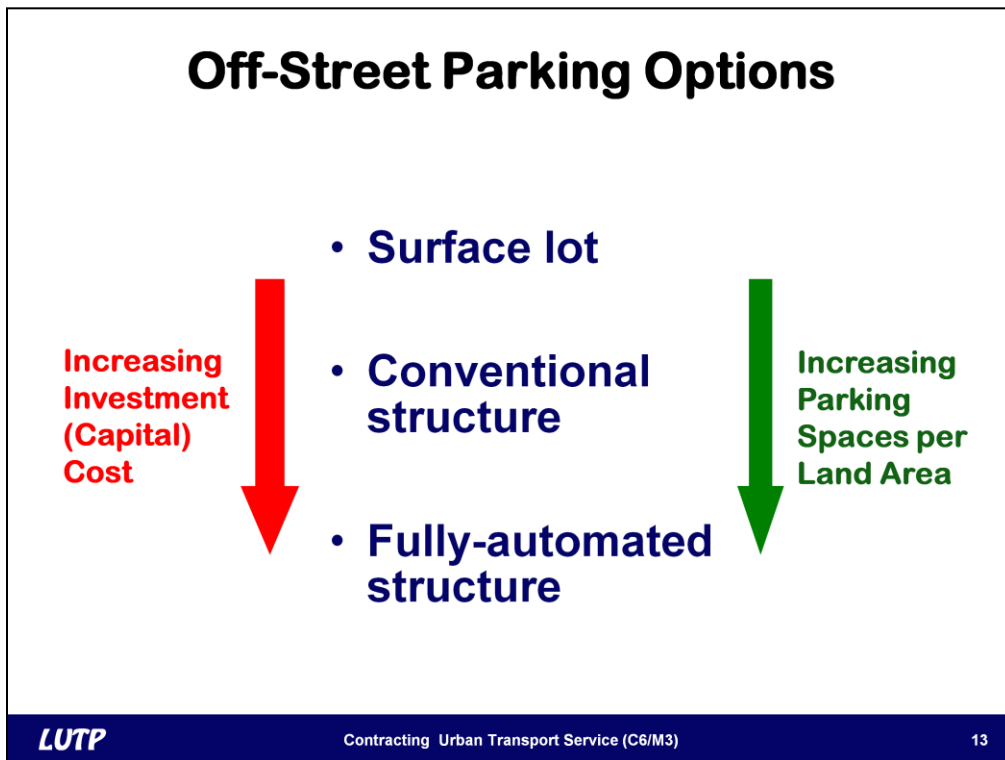 Off-Street Parking Options
• Surface lot
Increasing
Investment
(Capital)
Cost
• Conventional
structure
Increasing
Parking
Spaces per
Land Area
• Fully-automated
structure
LUTP
Contracting Urban Transport Service (C6/M3)
13